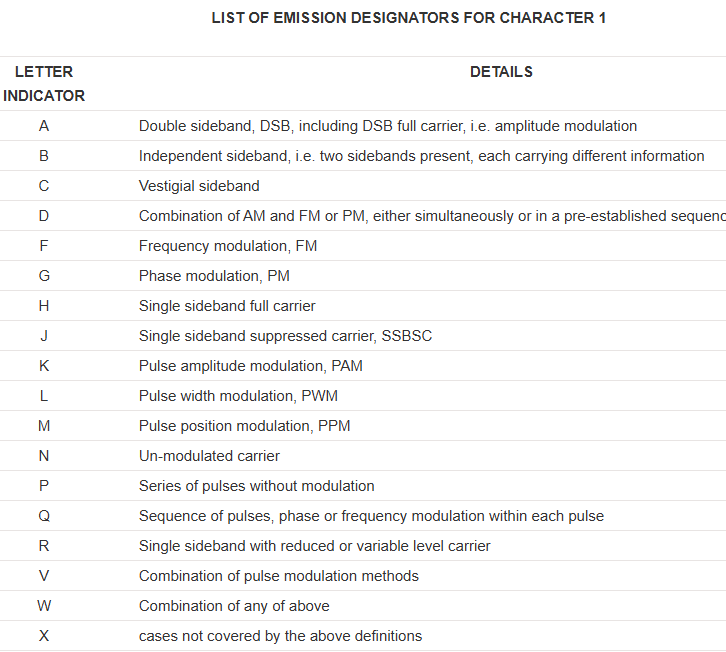 LIST OF EMISSION DESIGNATORS FOR CHARACTER 1
LETTER INDICATOR DETAILS
A Double sideband, DSB, including DSB full carrier, i.e. amplitude modulation
B Independent sideband, i.e. two sidebands present, each carrying different information
C Vestigial sideband
D Combination of AM and FM or PM, either simultaneously or in a pre-established sequenc
F Frequency modulation, FM
G Phase modulation, PM
H Single sideband full carrier
J Single sideband suppressed carrier, SSBSC
K Pulse amplitude modulation, PAM
L Pulse width modulation, PWM
M Pulse position modulation, PPM
N Un-modulated carrier
P Series of pulses without modulation
Q Sequence of pulses, phase or frequency modulation within each pulse
R Single sideband with reduced or variable level carrier
V Combination of pulse modulation methods
W Combination of any of above
X cases not covered by the above definitions